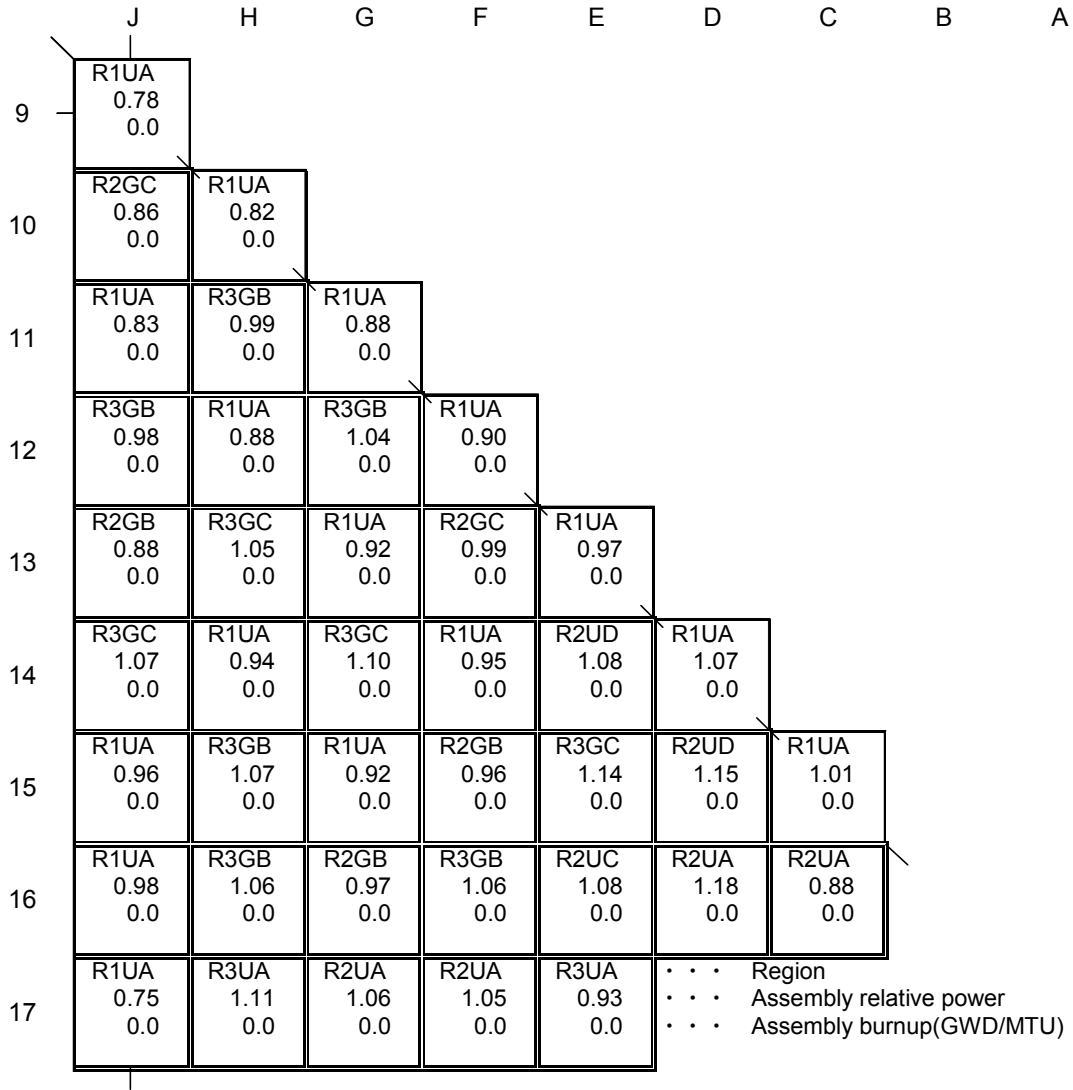 J H G F E D C B A
R1UA
9 0.78
0.0
R2GC R1UA
10 0.86 0.82
0.0 0.0
R1UA R3GB R1UA
11 0.83 0.99 0.88
0.0 0.0 0.0
R3GB R1UA R3GB R1UA
12 0.98 0.88 1.04 0.90
0.0 0.0 0.0 0.0
R2GB R3GC R1UA R2GC R1UA
13 0.88 1.05 0.92 0.99 0.97
0.0 0.0 0.0 0.0 0.0
R3GC R1UA R3GC R1UA R2UD R1UA
14 1.07 0.94 1.10 0.95 1.08 1.07
0.0 0.0 0.0 0.0 0.0 0.0
R1UA R3GB R1UA R2GB R3GC R2UD R1UA
15 0.96 1.07 0.92 0.96 1.14 1.15 1.01
0.0 0.0 0.0 0.0 0.0 0.0 0.0
R1UA R3GB R2GB R3GB R2UC R2UA R2UA
16 0.98 1.06 0.97 1.06 1.08 1.18 0.88
0.0 0.0 0.0 0.0 0.0 0.0 0.0
R1UA R3UA R2UA R2UA R3UA ・・・ Region
17 0.75 1.11 1.06 1.05 0.93 ・・・ Assembly relative power
0.0 0.0 0.0 0.0 0.0 ・・・ Assembly burnup(GWD/MTU)